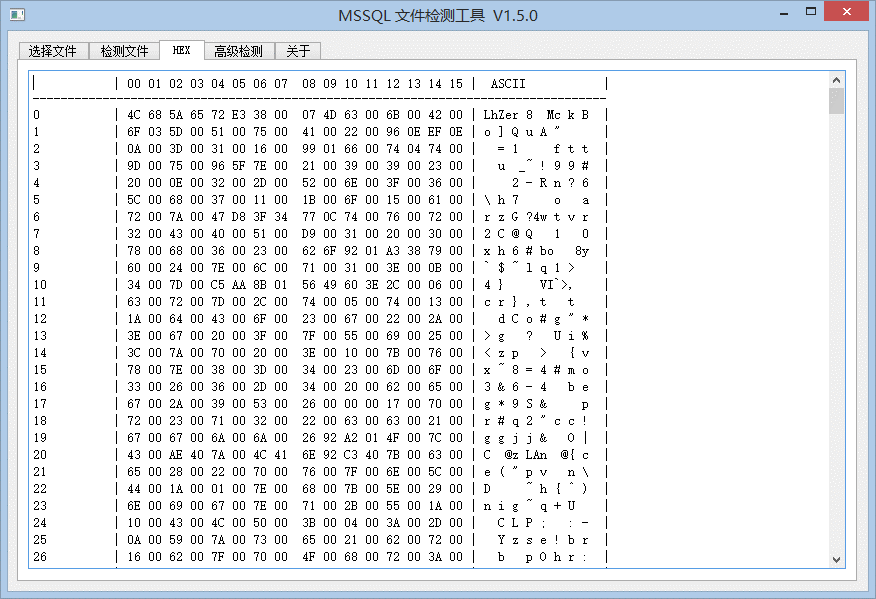 MSSQL 文件检测工具 V1.5.0
选择文件 检测文件 HEX 高级检测 关于
| 00 01 02 03 04 05 06 07 08 09 10 11 12 13 14 15 | ASCII |
--------------------------------------------------------------------------------
0 | 4C 68 5A 65 72 E3 38 00 07 4D 63 00 6B 00 42 00 | LhZer8 Mck B |
1 | 6F 03 5D 00 51 00 75 00 41 00 22 00 96 0E EF 0E | o ] Q u A " |
2 | 0A 00 3D 00 31 00 16 00 99 01 66 00 74 04 74 00 | = 1 f t t |
3 | 9D 00 75 00 96 5F 7E 00 21 00 39 00 39 00 23 00 | u _~ ! 9 9 # |
4 | 20 00 0E 00 32 00 2D 00 52 00 6E 00 3F 00 36 00 | 2 - R n ? 6 |
5 | 5C 00 68 00 37 00 11 00 1B 00 6F 00 15 00 61 00 | \ h 7 o a |
6 | 72 00 7A 00 47 D8 3F 34 77 0C 74 00 76 00 72 00 | r z G ?4w t v r |
7 | 32 00 43 00 40 00 51 00 D9 00 31 00 20 00 30 00 | 2 C @ Q 1 0 |
8 | 78 00 68 00 36 00 23 00 62 6F 92 01 A3 38 79 00 | x h 6 # bo 8y |
9 | 60 00 24 00 7E 00 6C 00 71 00 31 00 3E 00 0B 00 | ` $ ~ l q 1 > |
10 | 34 00 7D 00 C5 AA 8B 01 56 49 60 3E 2C 00 06 00 | 4 } VI`>, |
11 | 63 00 72 00 7D 00 2C 00 74 00 05 00 74 00 13 00 | c r } , t t |
12 | 1A 00 64 00 43 00 6F 00 23 00 67 00 22 00 2A 00 | d C o # g " * |
13 | 3E 00 67 00 20 00 3F 00 7F 00 55 00 69 00 25 00 | > g ? U i % |
14 | 3C 00 7A 00 70 00 20 00 3E 00 10 00 7B 00 76 00 | < z p > { v |
15 | 78 00 7E 00 38 00 3D 00 34 00 23 00 6D 00 6F 00 | x ~ 8 = 4 # m o |
16 | 33 00 26 00 36 00 2D 00 34 00 20 00 62 00 65 00 | 3 & 6 - 4 b e |
17 | 67 00 2A 00 39 00 53 00 26 00 00 00 17 00 70 00 | g * 9 S & p |
18 | 72 00 23 00 71 00 32 00 22 00 63 00 63 00 21 00 | r # q 2 " c c ! |
19 | 67 00 67 00 6A 00 6A 00 26 92 A2 01 4F 00 7C 00 | g g j j & O | |
20 | 43 00 AE 40 7A 00 4C 41 6E 92 C3 40 7B 00 63 00 | C @z LAn @{ c |
21 | 65 00 28 00 22 00 70 00 76 00 7F 00 6E 00 5C 00 | e ( " p v n \ |
22 | 44 00 1A 00 01 00 7E 00 68 00 7B 00 5E 00 29 00 | D ~ h { ^ ) |
23 | 6E 00 69 00 67 00 7E 00 71 00 2B 00 55 00 1A 00 | n i g ~ q + U |
24 | 10 00 43 00 4C 00 50 00 3B 00 04 00 3A 00 2D 00 | C L P ; : - |
25 | 0A 00 59 00 7A 00 73 00 65 00 21 00 62 00 72 00 | Y z s e ! b r |
26 | 16 00 62 00 7F 00 70 00 4F 00 68 00 72 00 3A 00 | b p O h r : |